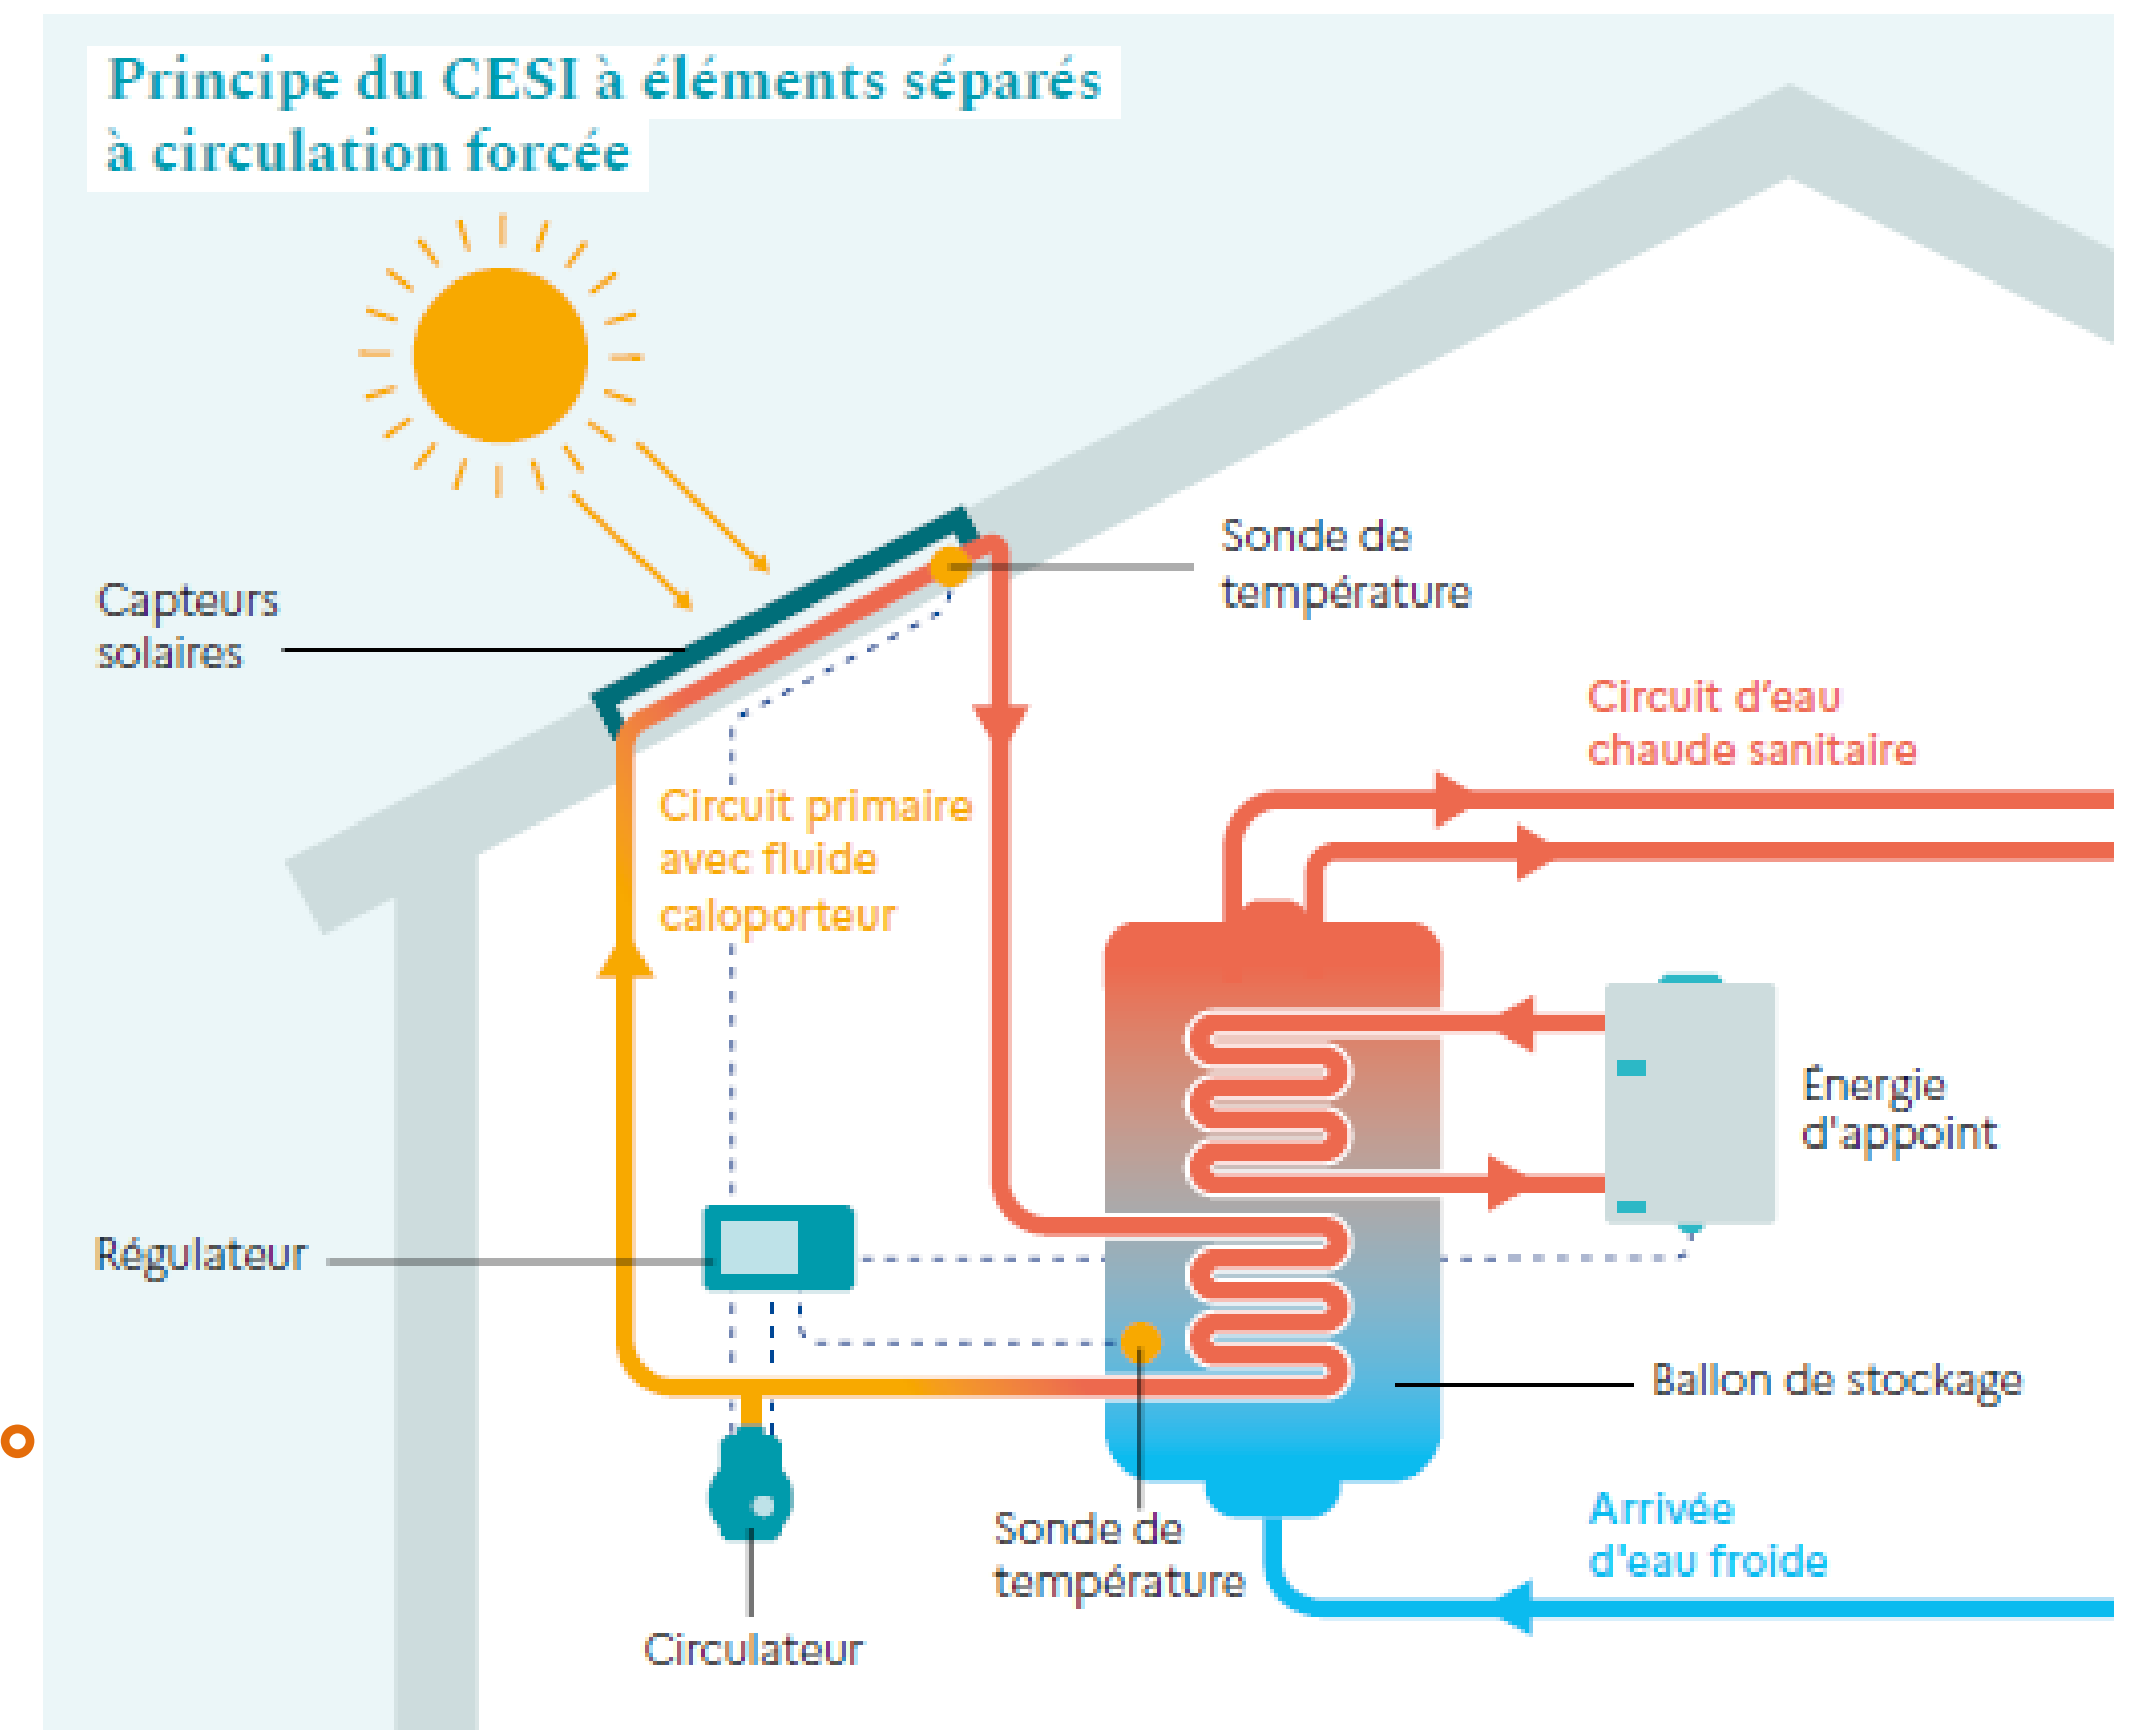 Principe du CESI à éléments séparés
à circulation forcée
Capteurs
solaires
Sonde de
température
Circuit d'eau
chaude sanitaire
Circuit primaire
avec fluide
caloporteur
Énergie
d'appoint
Régulateur
Ballon de stockage
Sonde de
température
Arrivée
d'eau froide
Circulateur